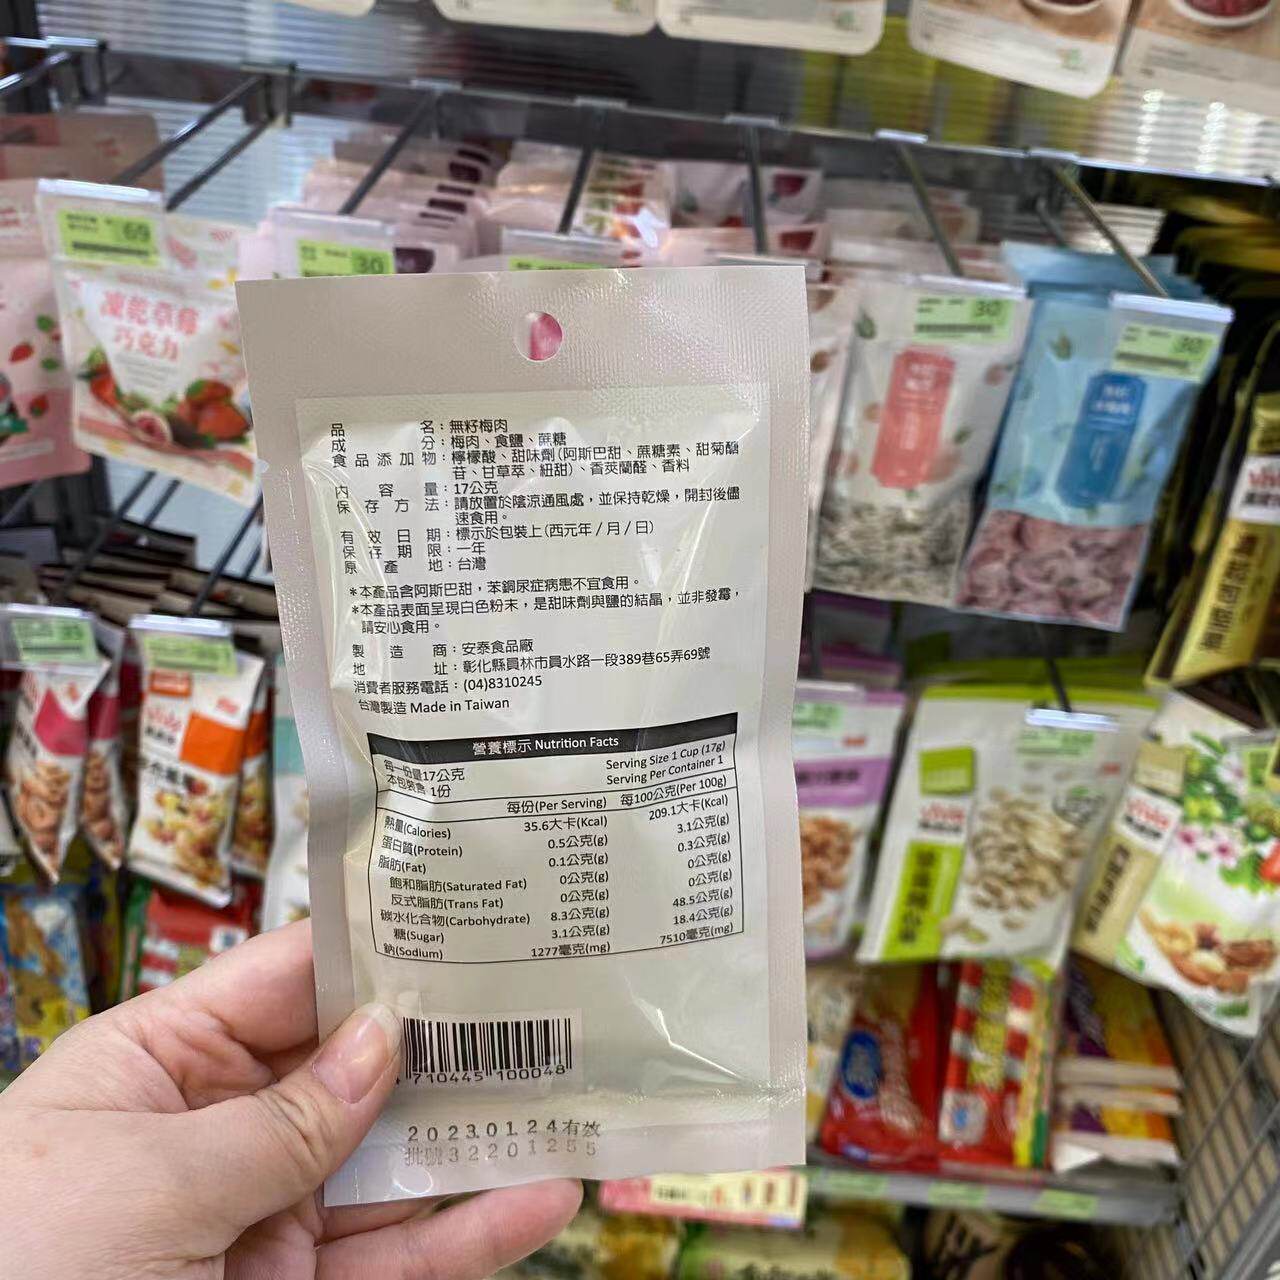 品名：無籽梅肉
成分：梅肉、食鹽、蔗糖
食品添加物：檸檬酸、甜味劑(阿斯巴甜、蔗糖素、甜菊醣
苷、甘草萃、紐甜)、香莢蘭醛、香料
內容量：17公克
保存方法：請放置於陰涼通風處，並保持乾燥，開封後儘
速食用。
有效日期：標示於包裝上(西元年/月/日)
保存期限：一年
原產地：台灣
*本產品含阿斯巴甜，苯銅尿症病患不宜食用。
*本產品表面呈現白色粉末，是甜味劑與鹽的結晶，並非發霉，
請安心食用。
製造商：安泰食品廠
地址：彰化縣員林市員水路一段389巷65弄69號
消費者服務電話：(04)8310245
台灣製造 Made in Taiwan
營養標示 Nutrition Facts
每一份量17公克 Serving Size 1 Cup (17g)
本包裝含 1份 Serving Per Container 1
每份(Per Serving) 每100公克(Per 100g)
熱量(Calories) 35.6大卡(Kcal) 209.1大卡(Kcal)
蛋白質(Protein) 0.5公克(g) 3.1公克(g)
脂肪(Fat) 0.1公克(g) 0.3公克(g)
飽和脂肪(Saturated Fat) 0公克(g) 0公克(g)
反式脂肪(Trans Fat) 0公克(g) 0公克(g)
碳水化合物(Carbohydrate) 8.3公克(g) 48.5公克(g)
糖(Sugar) 3.1公克(g) 18.4公克(g)
鈉(Sodium) 1277毫克(mg) 7510毫克(mg)
4 710445 100048
2023.01.24有效
批號32201255
凍乾草莓
巧克力
69
30
30
30